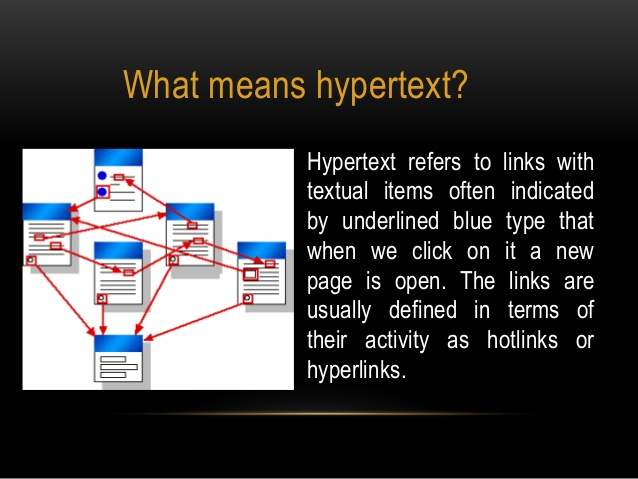 What means hypertext?
Hypertext refers to links with
textual items often indicated
by underlined blue type that
when we click on it a new
page is open. The links are
usually defined in terms of
their activity as hotlinks or
hyperlinks.